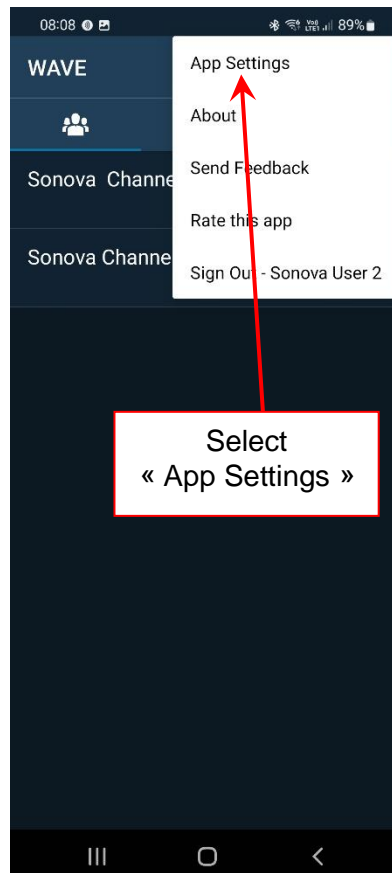 08:08 89%
WAVE
App Settings
About
Sonova Channe
Send Feedback
Rate this app
Sonova Channe
Sign Out - Sonova User 2
Select
« App Settings »